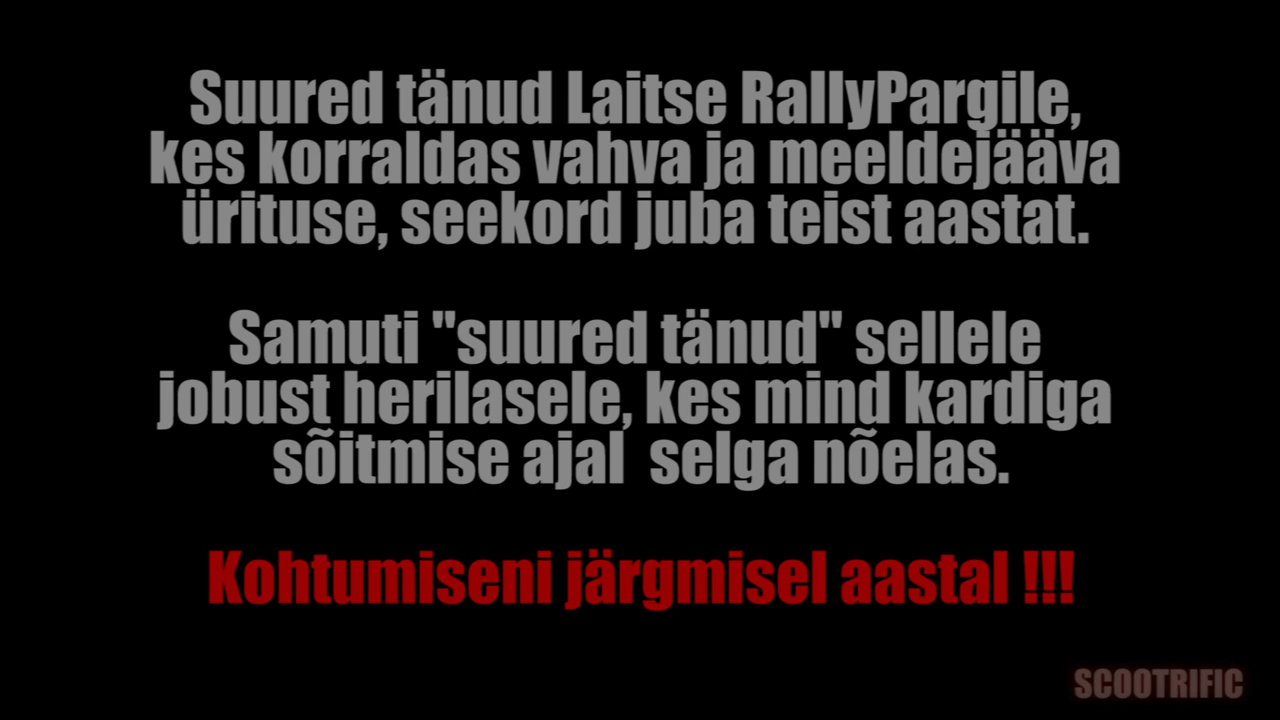 Suured tänud Laitse RallyPargile,
kes korraldas vahva ja meeldejääva
ürituse, seekord juba teist aastat.
Samuti "suured tänud" sellele
jobust herilasele, kes mind kardiga
sõitmise ajal  selga nõelas.
Kohtumiseni järgmisel aastal !!!
SCOOTRIFIC